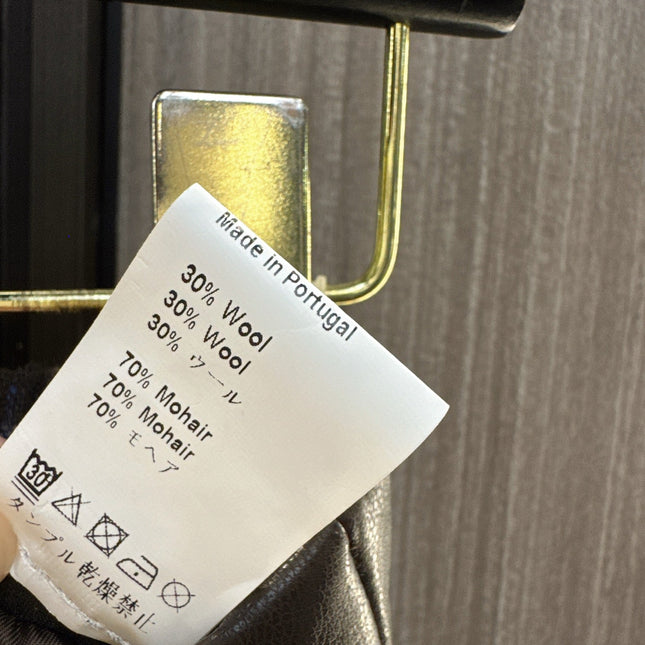 Made in Portugal
30% Wool
30% Wool
30% ウール
70% Mohair
70% Mohair
70% モヘア
30°
タンブル乾燥禁止